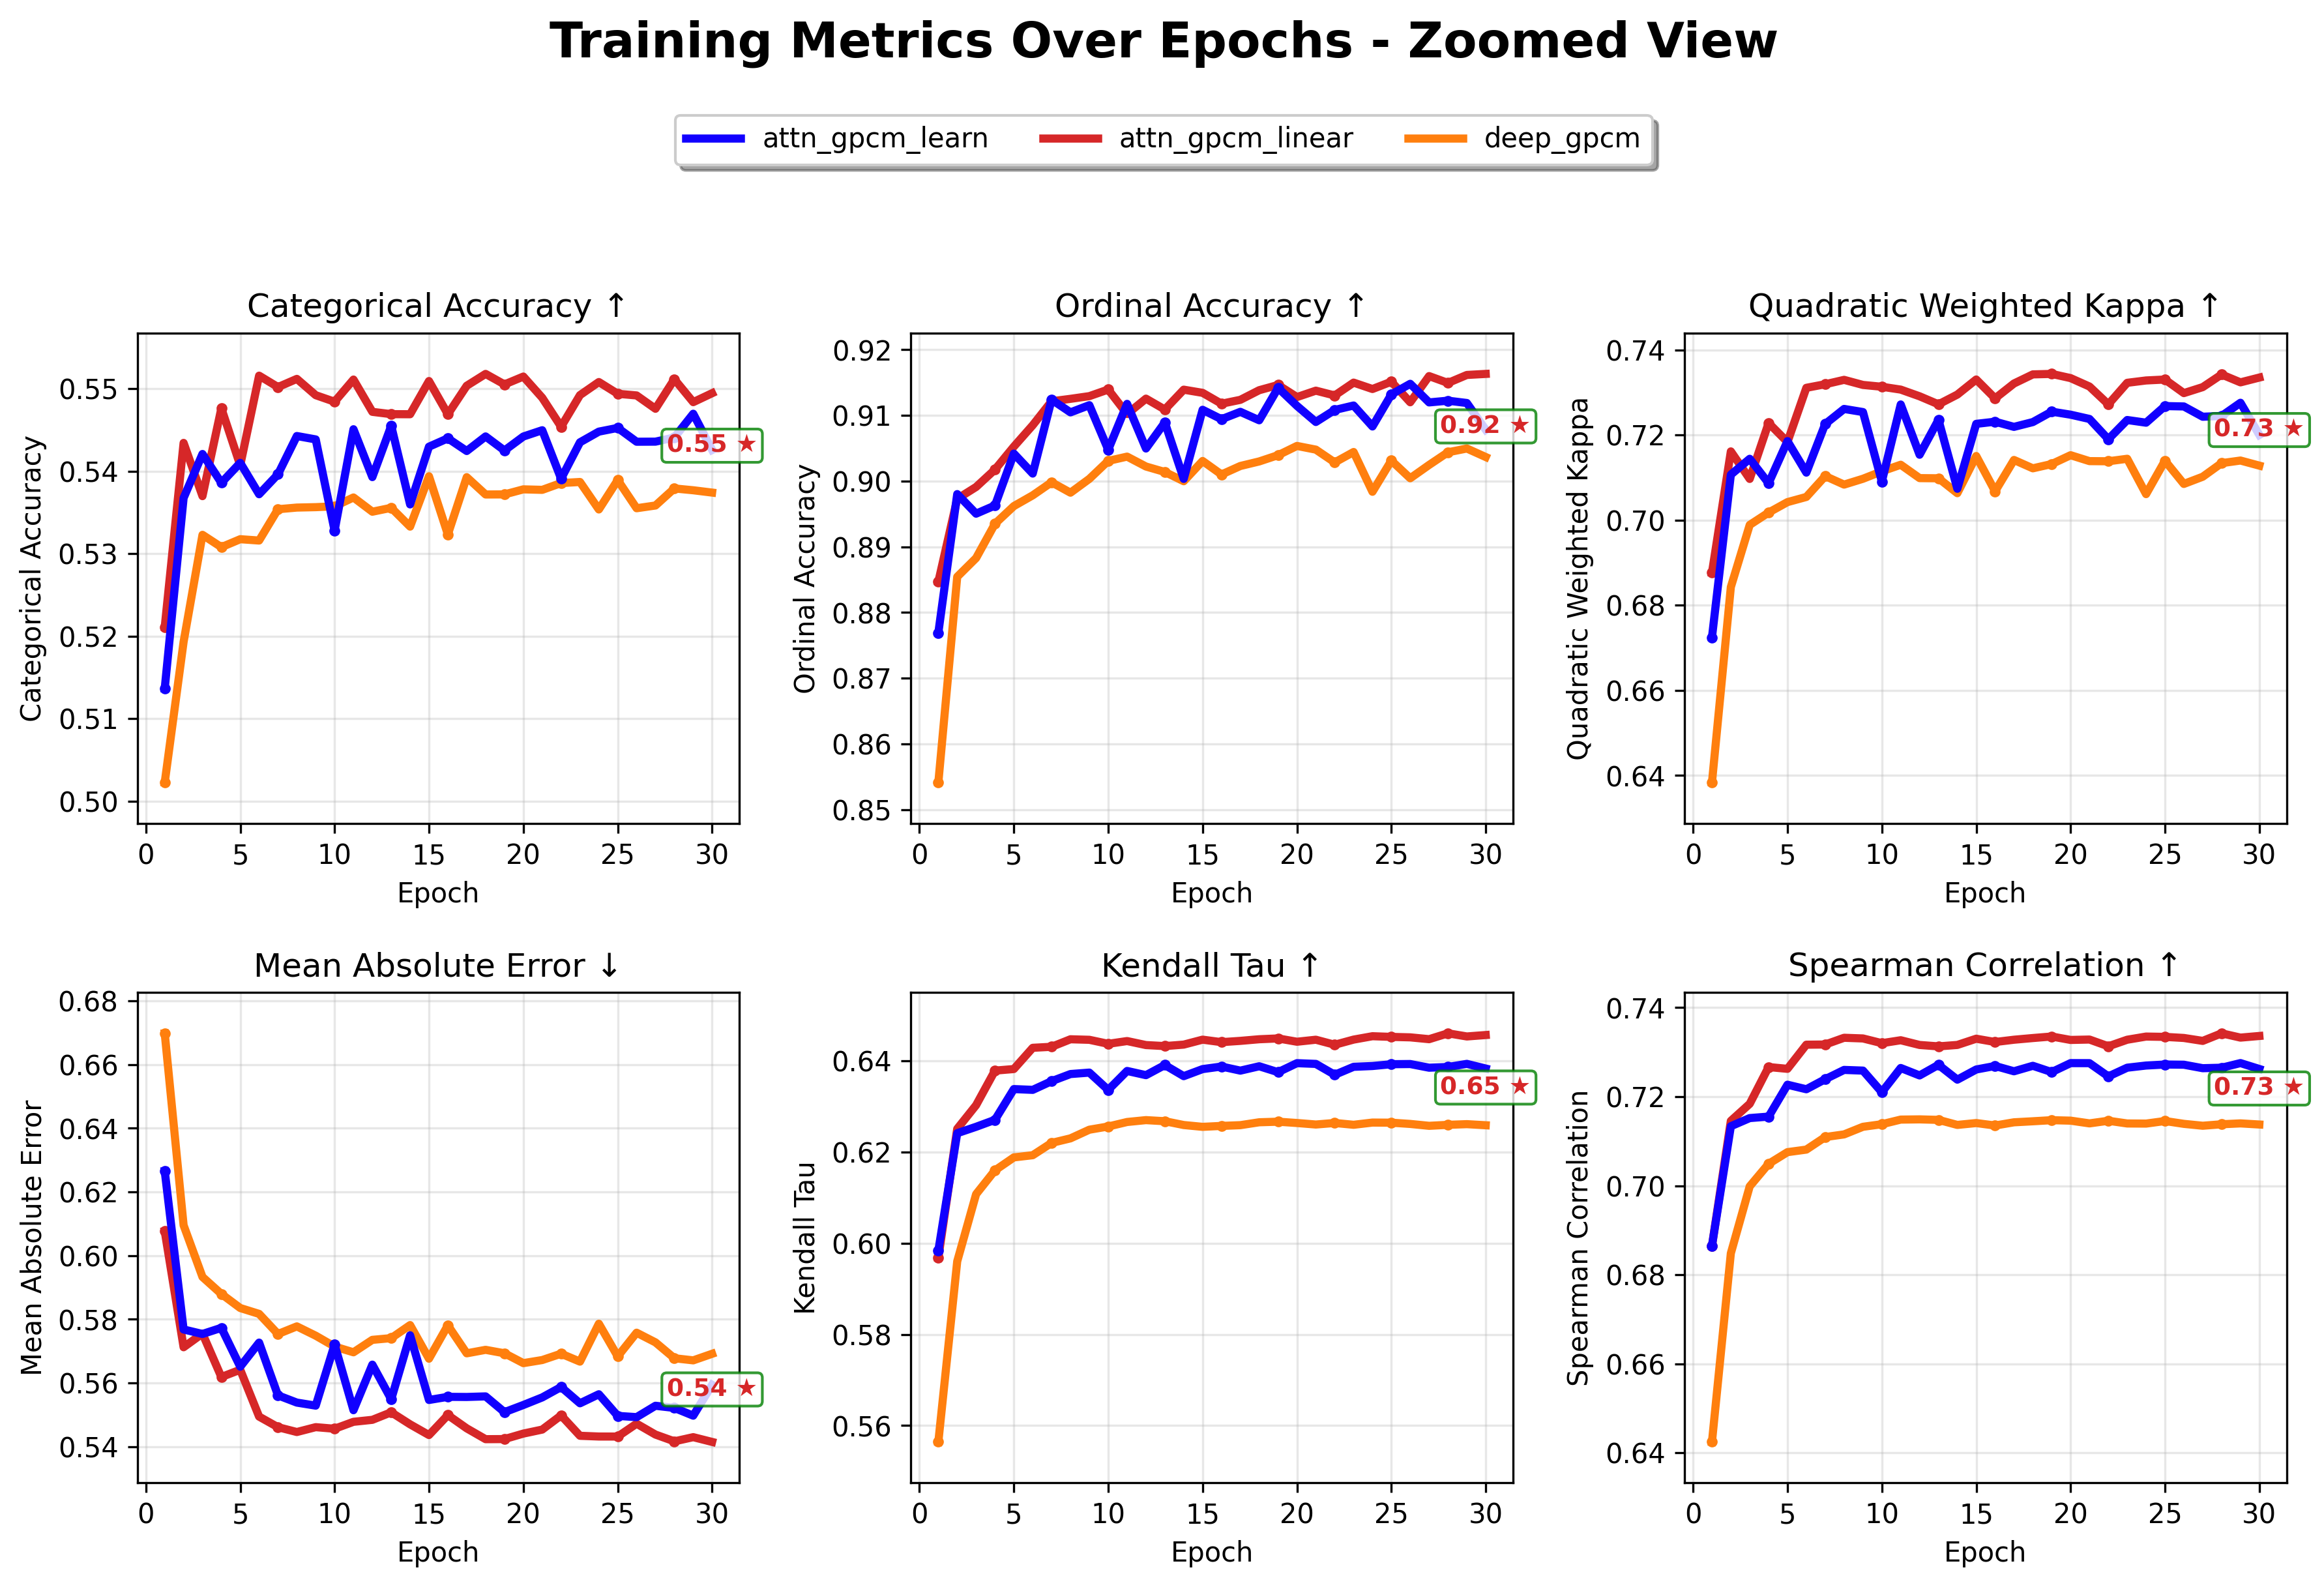 Training Metrics Over Epochs - Zoomed View
attn_gpcm_learn attn_gpcm_linear deep_gpcm
Categorical Accuracy ↑
Categorical Accuracy
0.55
0.54
0.53
0.52
0.51
0.50
0.55 ★
0 5 10 15 20 25 30
Epoch
Ordinal Accuracy ↑
Ordinal Accuracy
0.92
0.91
0.90
0.89
0.88
0.87
0.86
0.85
0.92 ★
0 5 10 15 20 25 30
Epoch
Quadratic Weighted Kappa ↑
Quadratic Weighted Kappa
0.74
0.72
0.70
0.68
0.66
0.64
0.73 ★
0 5 10 15 20 25 30
Epoch
Mean Absolute Error ↓
Mean Absolute Error
0.68
0.66
0.64
0.62
0.60
0.58
0.56
0.54
0.54 ★
0 5 10 15 20 25 30
Epoch
Kendall Tau ↑
Kendall Tau
0.64
0.62
0.60
0.58
0.56
0.65 ★
0 5 10 15 20 25 30
Epoch
Spearman Correlation ↑
Spearman Correlation
0.74
0.72
0.70
0.68
0.66
0.64
0.73 ★
0 5 10 15 20 25 30
Epoch